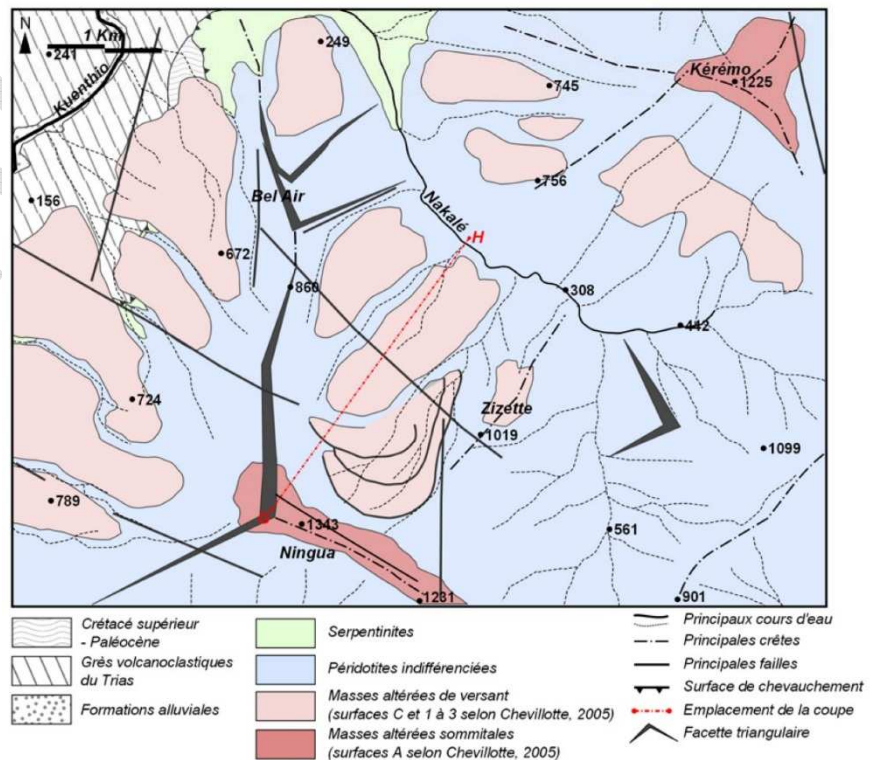 N
1 Km
241
249
Kuenthio
745
Kérémo
1225
156
Bel Air
756
Nakalé
672
H
860
308
442
724
Zizette
1019
1099
789
1343
561
Ningua
1231
901
Crétacé supérieur
- Paléocène
Grès volcanoclastiques
du Trias
Formations alluviales
Serpentinites
Péridotites indifférenciées
Masses altérées de versant
(surfaces C et 1 à 3 selon Chevillotte, 2005)
Masses altérées sommitales
(surfaces A selon Chevillotte, 2005)
Principaux cours d'eau
Principales crêtes
Principales failles
Surface de chevauchement
Emplacement de la coupe
Facette triangulaire